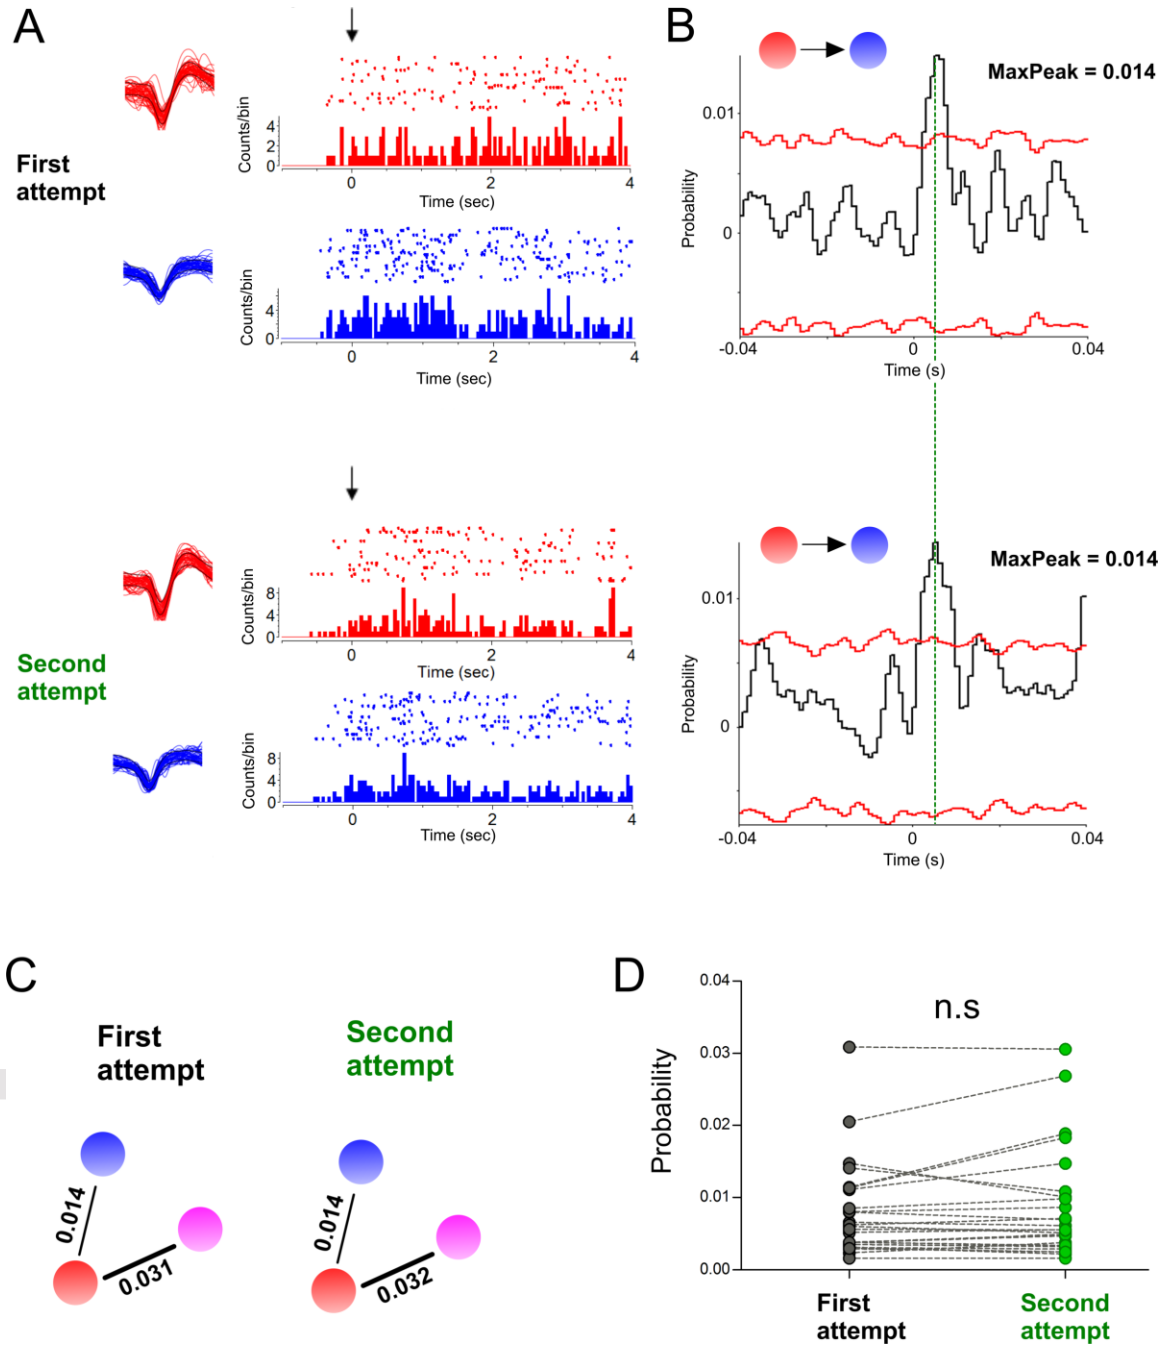 A
First
attempt
Counts/bin
4
2
0
0
2
4
Time (sec)
Counts/bin
4
0
0
2
4
Time (sec)
Second
attempt
Counts/bin
8
4
0
0
2
4
Time (sec)
Counts/bin
8
4
0
0
2
4
Time (sec)
B
MaxPeak = 0.014
Probability
0.01
0
-0.04
0
0.04
Time (s)
MaxPeak = 0.014
Probability
0.01
0
-0.04
0
0.04
Time (s)
C
First
attempt
0.014
0.031
Second
attempt
0.014
0.032
D
n.s
Probability
0.04
0.03
0.02
0.01
0.00
First
attempt
Second
attempt